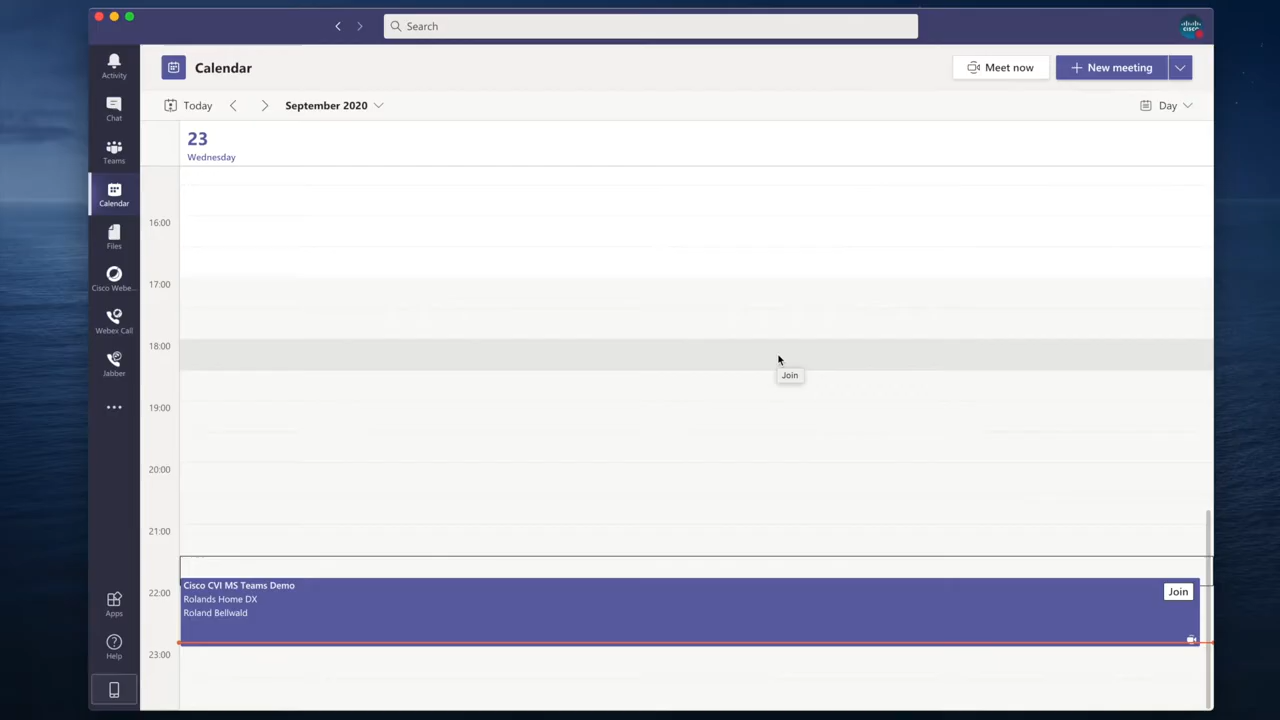 Search
CISCO
Activity
Chat
Teams
Calendar
Files
Cisco Webe...
Webex Call
Jabber
Apps
Help
Calendar
Meet now
New meeting
Today
September 2020
Day
23
Wednesday
16:00
17:00
18:00
Join
19:00
20:00
21:00
22:00
23:00
Cisco CVI MS Teams Demo
Rolands Home DX
Roland Bellwald
Join